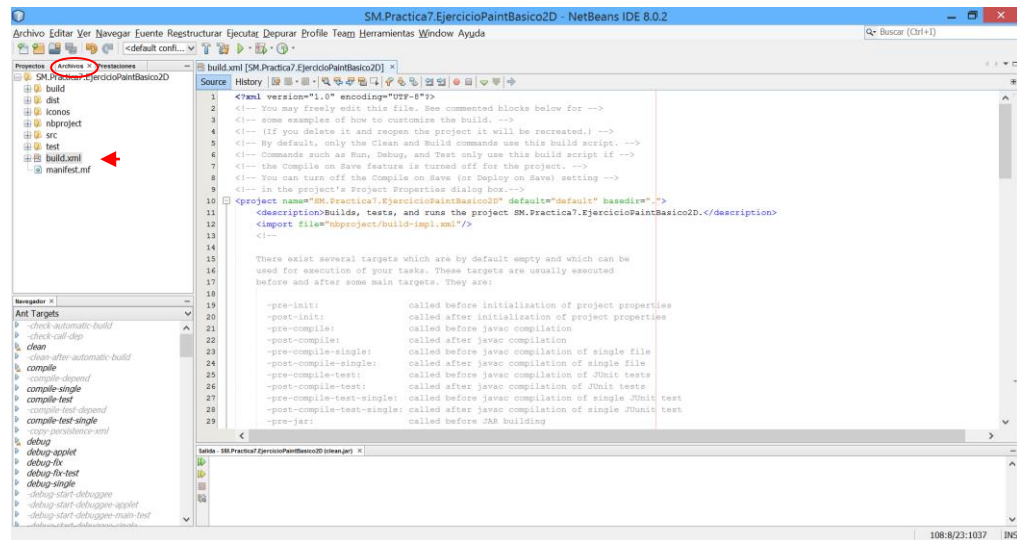 SM.Practica7.EjercicioPaintBasico2D - NetBeans IDE 8.0.2
Archivo Editar Ver Navegar Fuente Reestructurar Ejecutar Depurar Profile Team Herramientas Window Ayuda
Buscar (Ctrl+I)
<default confi...
Proyectos Archivos × Prestaciones
build.xml [SM.Practica7.EjercicioPaintBasico2D] ×
SM.Practica7.EjercicioPaintBasico2D
build
dist
iconos
nbproject
src
test
build.xml
manifest.mf
Source History
1 <?xml version="1.0" encoding="UTF-8"?>
2 <!-- You may freely edit this file. See commented blocks below for -->
3 <!-- some examples of how to customize the build. -->
4 <!-- (If you delete it and reopen the project it will be recreated.) -->
5 <!-- By default, only the Clean and Build commands use this build script. -->
6 <!-- Commands such as Run, Debug, and Test only use this build script if -->
7 <!-- the Compile on Save feature is turned off for the project. -->
8 <!-- You can turn off the Compile on Save (or Deploy on Save) setting -->
9 <!-- in the project's Project Properties dialog box.-->
10 <project name="SM.Practica7.EjercicioPaintBasico2D" default="default" basedir=".">
11 <description>Builds, tests, and runs the project SM.Practica7.EjercicioPaintBasico2D.</description>
12 <import file="nbproject/build-impl.xml"/>
13 <!--
14
15 There exist several targets which are by default empty and which can be
16 used for execution of your tasks. These targets are usually executed
17 before and after some main targets. They are:
18
19 -pre-init: called before initialization of project properties
20 -post-init: called after initialization of project properties
21 -pre-compile: called before javac compilation
22 -post-compile: called after javac compilation
23 -pre-compile-single: called before javac compilation of single file
24 -post-compile-single: called after javac compilation of single file
25 -pre-compile-test: called before javac compilation of JUnit tests
26 -post-compile-test: called after javac compilation of JUnit tests
27 -pre-compile-test-single: called before javac compilation of single JUnit test
28 -post-compile-test-single: called after javac compilation of single JUunit test
29 -pre-jar: called before JAR building
Navegador ×
Ant Targets
-check-automatic-build
-check-call-dep
clean
-clean-after-automatic-build
compile
-compile-depend
compile-single
compile-test
-compile-test-depend
compile-test-single
-copy-persistence-xml
debug
debug-applet
debug-fix
debug-fix-test
debug-single
-debug-start-debuggee
-debug-start-debuggee-applet
-debug-start-debuggee-main-test
-debug-start-debuggee-single
Salida - SM.Practica7.EjercicioPaintBasico2D (clean,jar) ×
108:8/23:1037 INS